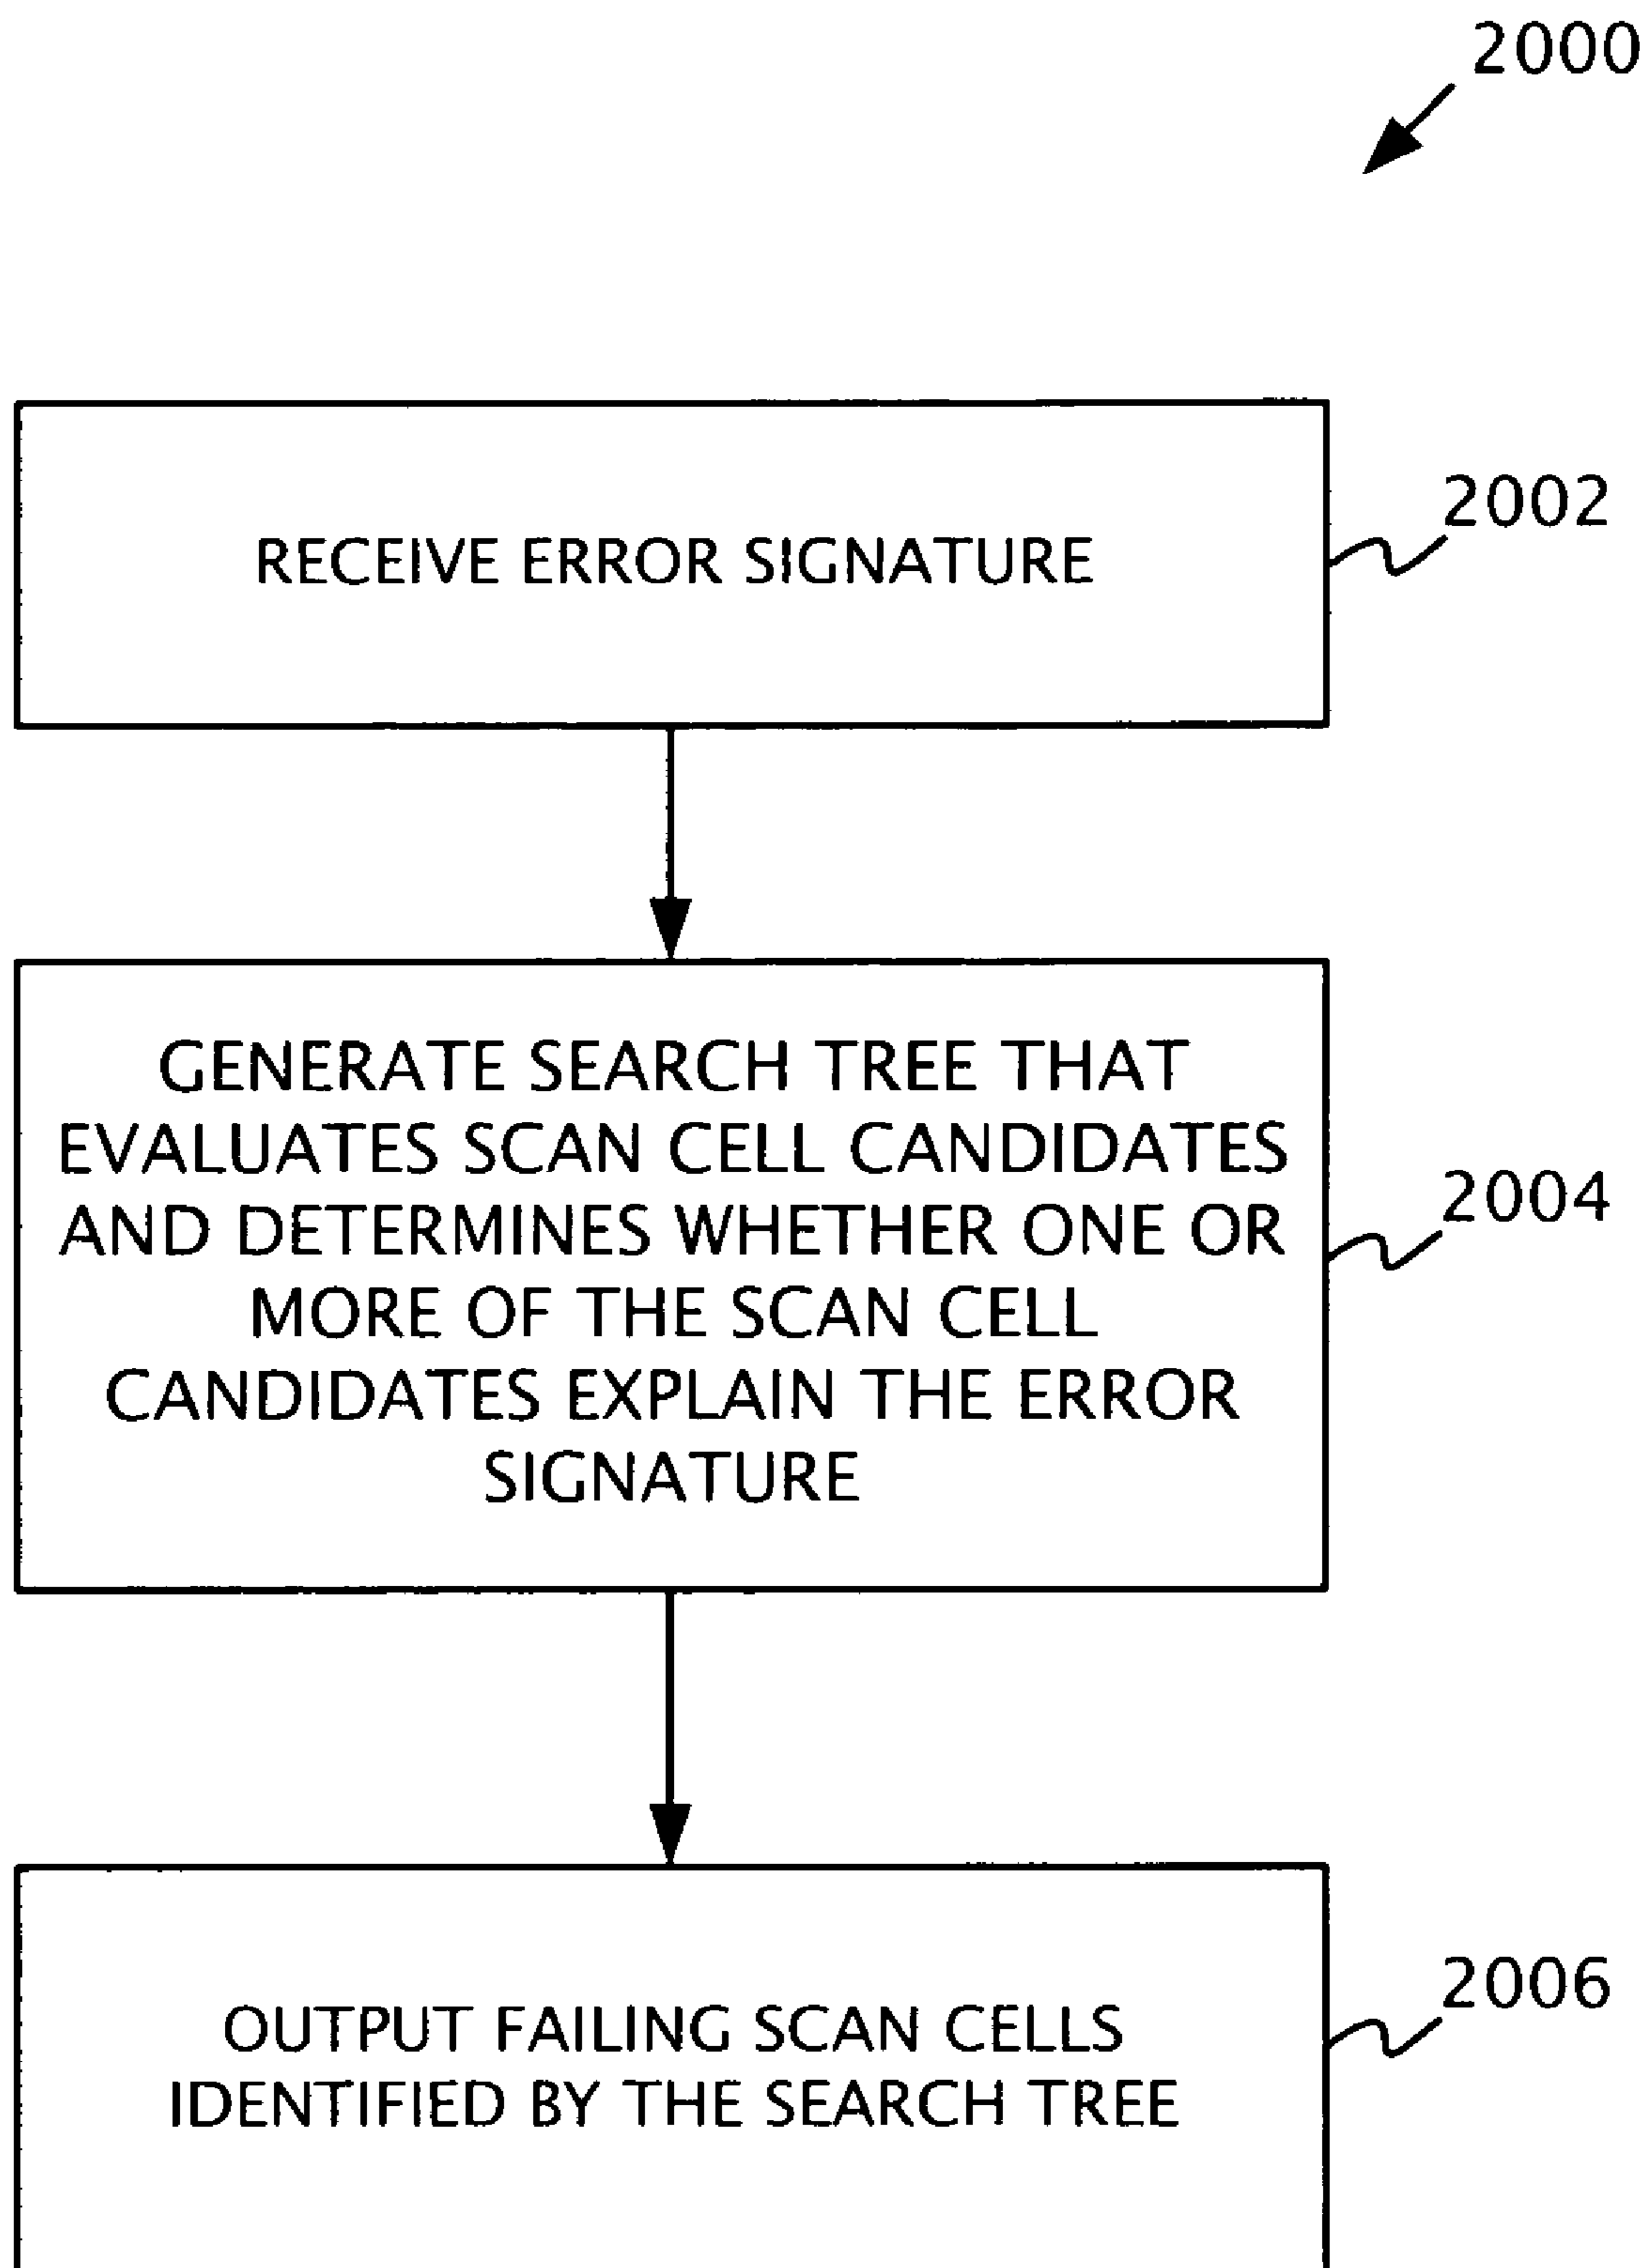 2000
RECEIVE ERROR SIGNATURE
2002
GENERATE SEARCH TREE THAT
EVALUATES SCAN CELL CANDIDATES
AND DETERMINES WHETHER ONE OR
MORE OF THE SCAN CELL
CANDIDATES EXPLAIN THE ERROR
SIGNATURE
2004
OUTPUT FAILING SCAN CELLS
IDENTIFIED BY THE SEARCH TREE
2006